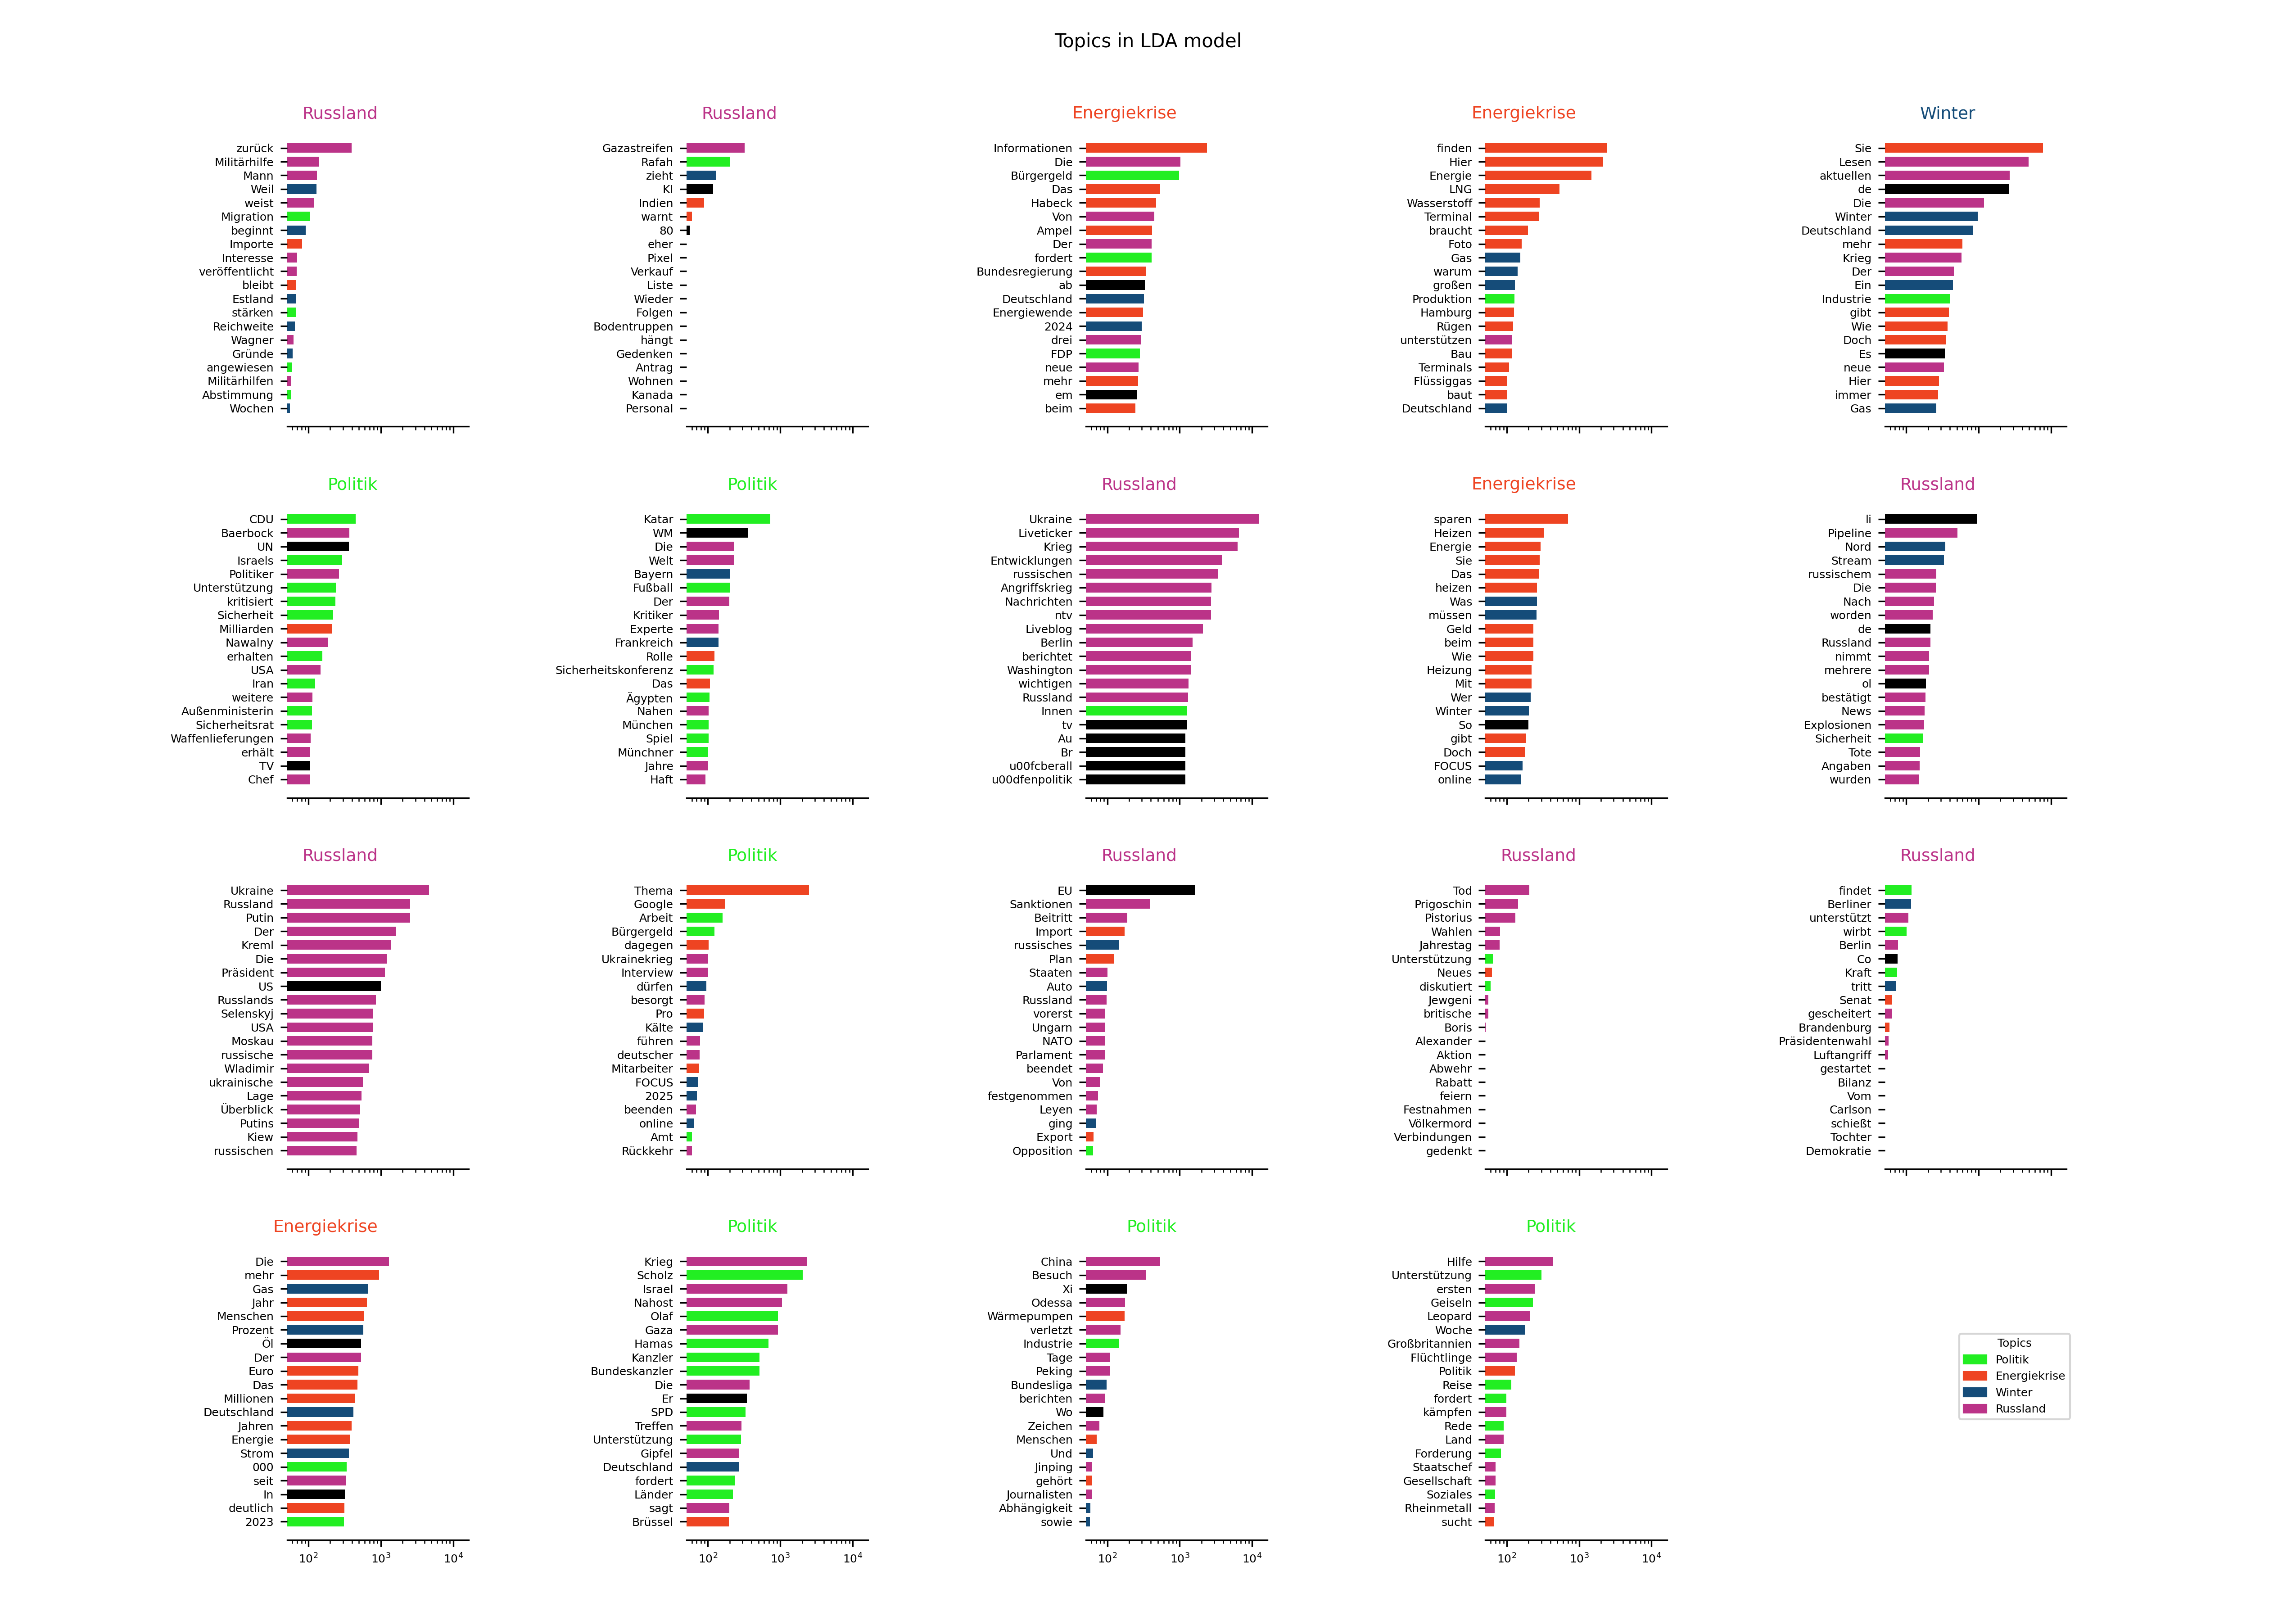 Topics in LDA model
Russland
zurück
Militärhilfe
Mann
Weil
weist
Migration
beginnt
Importe
Interesse
veröffentlicht
bleibt
Estland
stärken
Reichweite
Wagner
Gründe
angewiesen
Militärhilfen
Abstimmung
Wochen
Russland
Gazastreifen
Rafah
zieht
KI
Indien
warnt
80
eher
Pixel
Verkauf
Liste
Wieder
Folgen
Bodentruppen
hängt
Gedenken
Antrag
Wohnen
Kanada
Personal
Energiekrise
Informationen
Die
Bürgergeld
Das
Habeck
Von
Ampel
Der
fordert
Bundesregierung
ab
Deutschland
Energiewende
2024
drei
FDP
neue
mehr
em
beim
Energiekrise
finden
Hier
Energie
LNG
Wasserstoff
Terminal
braucht
Foto
Gas
warum
großen
Produktion
Hamburg
Rügen
unterstützen
Bau
Terminals
Flüssiggas
baut
Deutschland
Winter
Sie
Lesen
aktuellen
de
Die
Winter
Deutschland
mehr
Krieg
Der
Ein
Industrie
gibt
Wie
Doch
Es
neue
Hier
immer
Gas
Politik
CDU
Baerbock
UN
Israels
Politiker
Unterstützung
kritisiert
Sicherheit
Milliarden
Nawalny
erhalten
USA
Iran
weitere
Außenministerin
Sicherheitsrat
Waffenlieferungen
erhält
TV
Chef
Politik
Katar
WM
Die
Welt
Bayern
Fußball
Der
Kritiker
Experte
Frankreich
Rolle
Sicherheitskonferenz
Das
Ägypten
Nahen
München
Spiel
Münchner
Jahre
Haft
Russland
Ukraine
Liveticker
Krieg
Entwicklungen
russischen
Angriffskrieg
Nachrichten
ntv
Liveblog
Berlin
berichtet
Washington
wichtigen
Russland
Innen
tv
Au
Br
u00fcberall
u00dfenpolitik
Energiekrise
sparen
Heizen
Energie
Sie
Das
heizen
Was
müssen
Geld
beim
Wie
Heizung
Mit
Wer
Winter
So
gibt
Doch
FOCUS
online
Russland
li
Pipeline
Nord
Stream
russischem
Die
Nach
worden
de
Russland
nimmt
mehrere
ol
bestätigt
News
Explosionen
Sicherheit
Tote
Angaben
wurden
Russland
Ukraine
Russland
Putin
Der
Kreml
Die
Präsident
US
Russlands
Selenskyj
USA
Moskau
russische
Wladimir
ukrainische
Lage
Überblick
Putins
Kiew
russischen
Politik
Thema
Google
Arbeit
Bürgergeld
dagegen
Ukrainekrieg
Interview
dürfen
besorgt
Pro
Kälte
führen
deutscher
Mitarbeiter
FOCUS
2025
beenden
online
Amt
Rückkehr
Russland
EU
Sanktionen
Beitritt
Import
russisches
Plan
Staaten
Auto
Russland
vorerst
Ungarn
NATO
Parlament
beendet
Von
festgenommen
Leyen
ging
Export
Opposition
Russland
Tod
Prigoschin
Pistorius
Wahlen
Jahrestag
Unterstützung
Neues
diskutiert
Jewgeni
britische
Boris
Alexander
Aktion
Abwehr
Rabatt
feiern
Festnahmen
Völkermord
Verbindungen
gedenkt
Russland
findet
Berliner
unterstützt
wirbt
Berlin
Co
Kraft
tritt
Senat
gescheitert
Brandenburg
Präsidentenwahl
Luftangriff
gestartet
Bilanz
Vom
Carlson
schießt
Tochter
Demokratie
Energiekrise
Die
mehr
Gas
Jahr
Menschen
Prozent
Öl
Der
Euro
Das
Millionen
Deutschland
Jahren
Energie
Strom
000
seit
In
deutlich
2023
10² 10³ 10⁴
Politik
Krieg
Scholz
Israel
Nahost
Olaf
Gaza
Hamas
Kanzler
Bundeskanzler
Die
Er
SPD
Treffen
Unterstützung
Gipfel
Deutschland
fordert
Länder
sagt
Brüssel
10² 10³ 10⁴
Politik
China
Besuch
Xi
Odessa
Wärmepumpen
verletzt
Industrie
Tage
Peking
Bundesliga
berichten
Wo
Zeichen
Menschen
Und
Jinping
gehört
Journalisten
Abhängigkeit
sowie
10² 10³ 10⁴
Politik
Hilfe
Unterstützung
ersten
Geiseln
Leopard
Woche
Großbritannien
Flüchtlinge
Politik
Reise
fordert
kämpfen
Rede
Land
Forderung
Staatschef
Gesellschaft
Soziales
Rheinmetall
sucht
10² 10³ 10⁴
Topics
Politik
Energiekrise
Winter
Russland